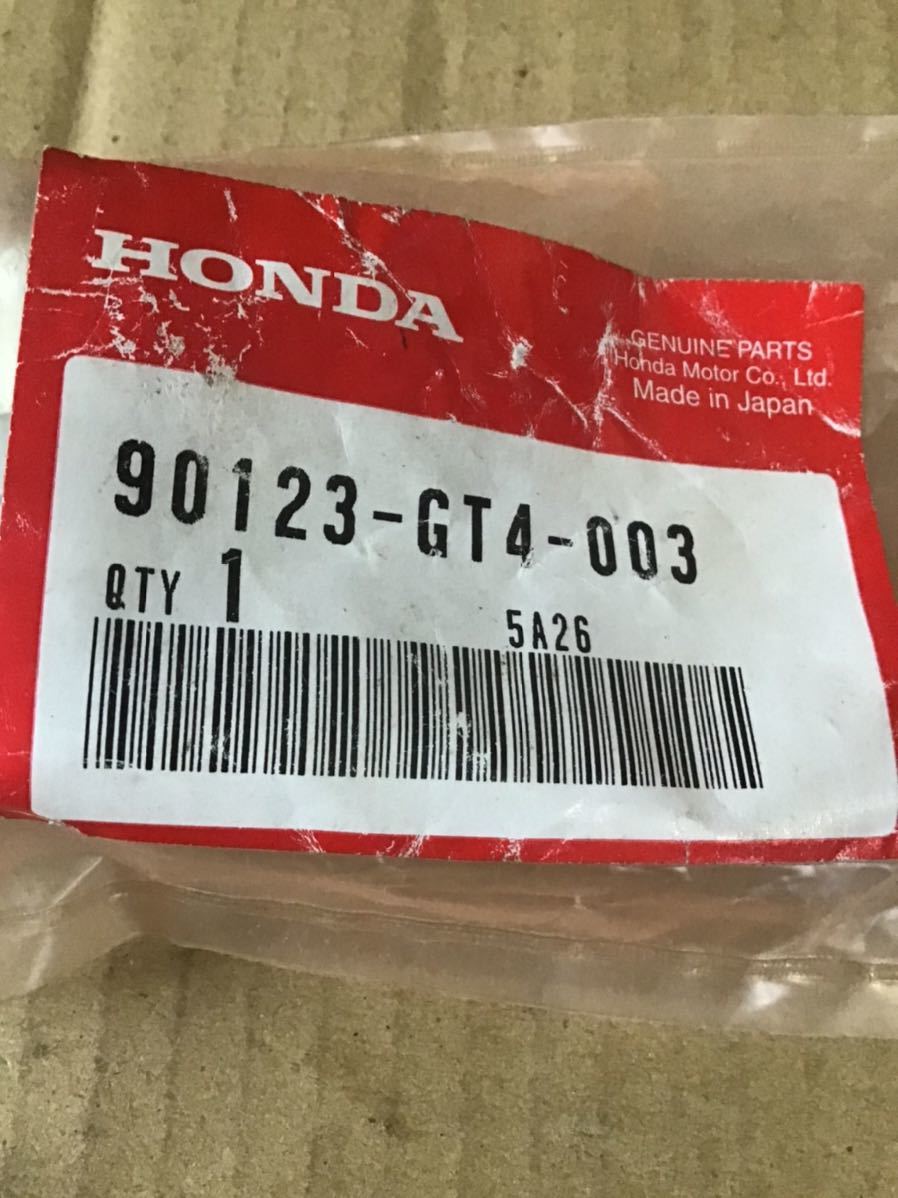 HONDA
GENUINE PARTS
Honda Motor Co., Ltd.
Made in Japan
90123-GT4-003
QTY 1
5A26